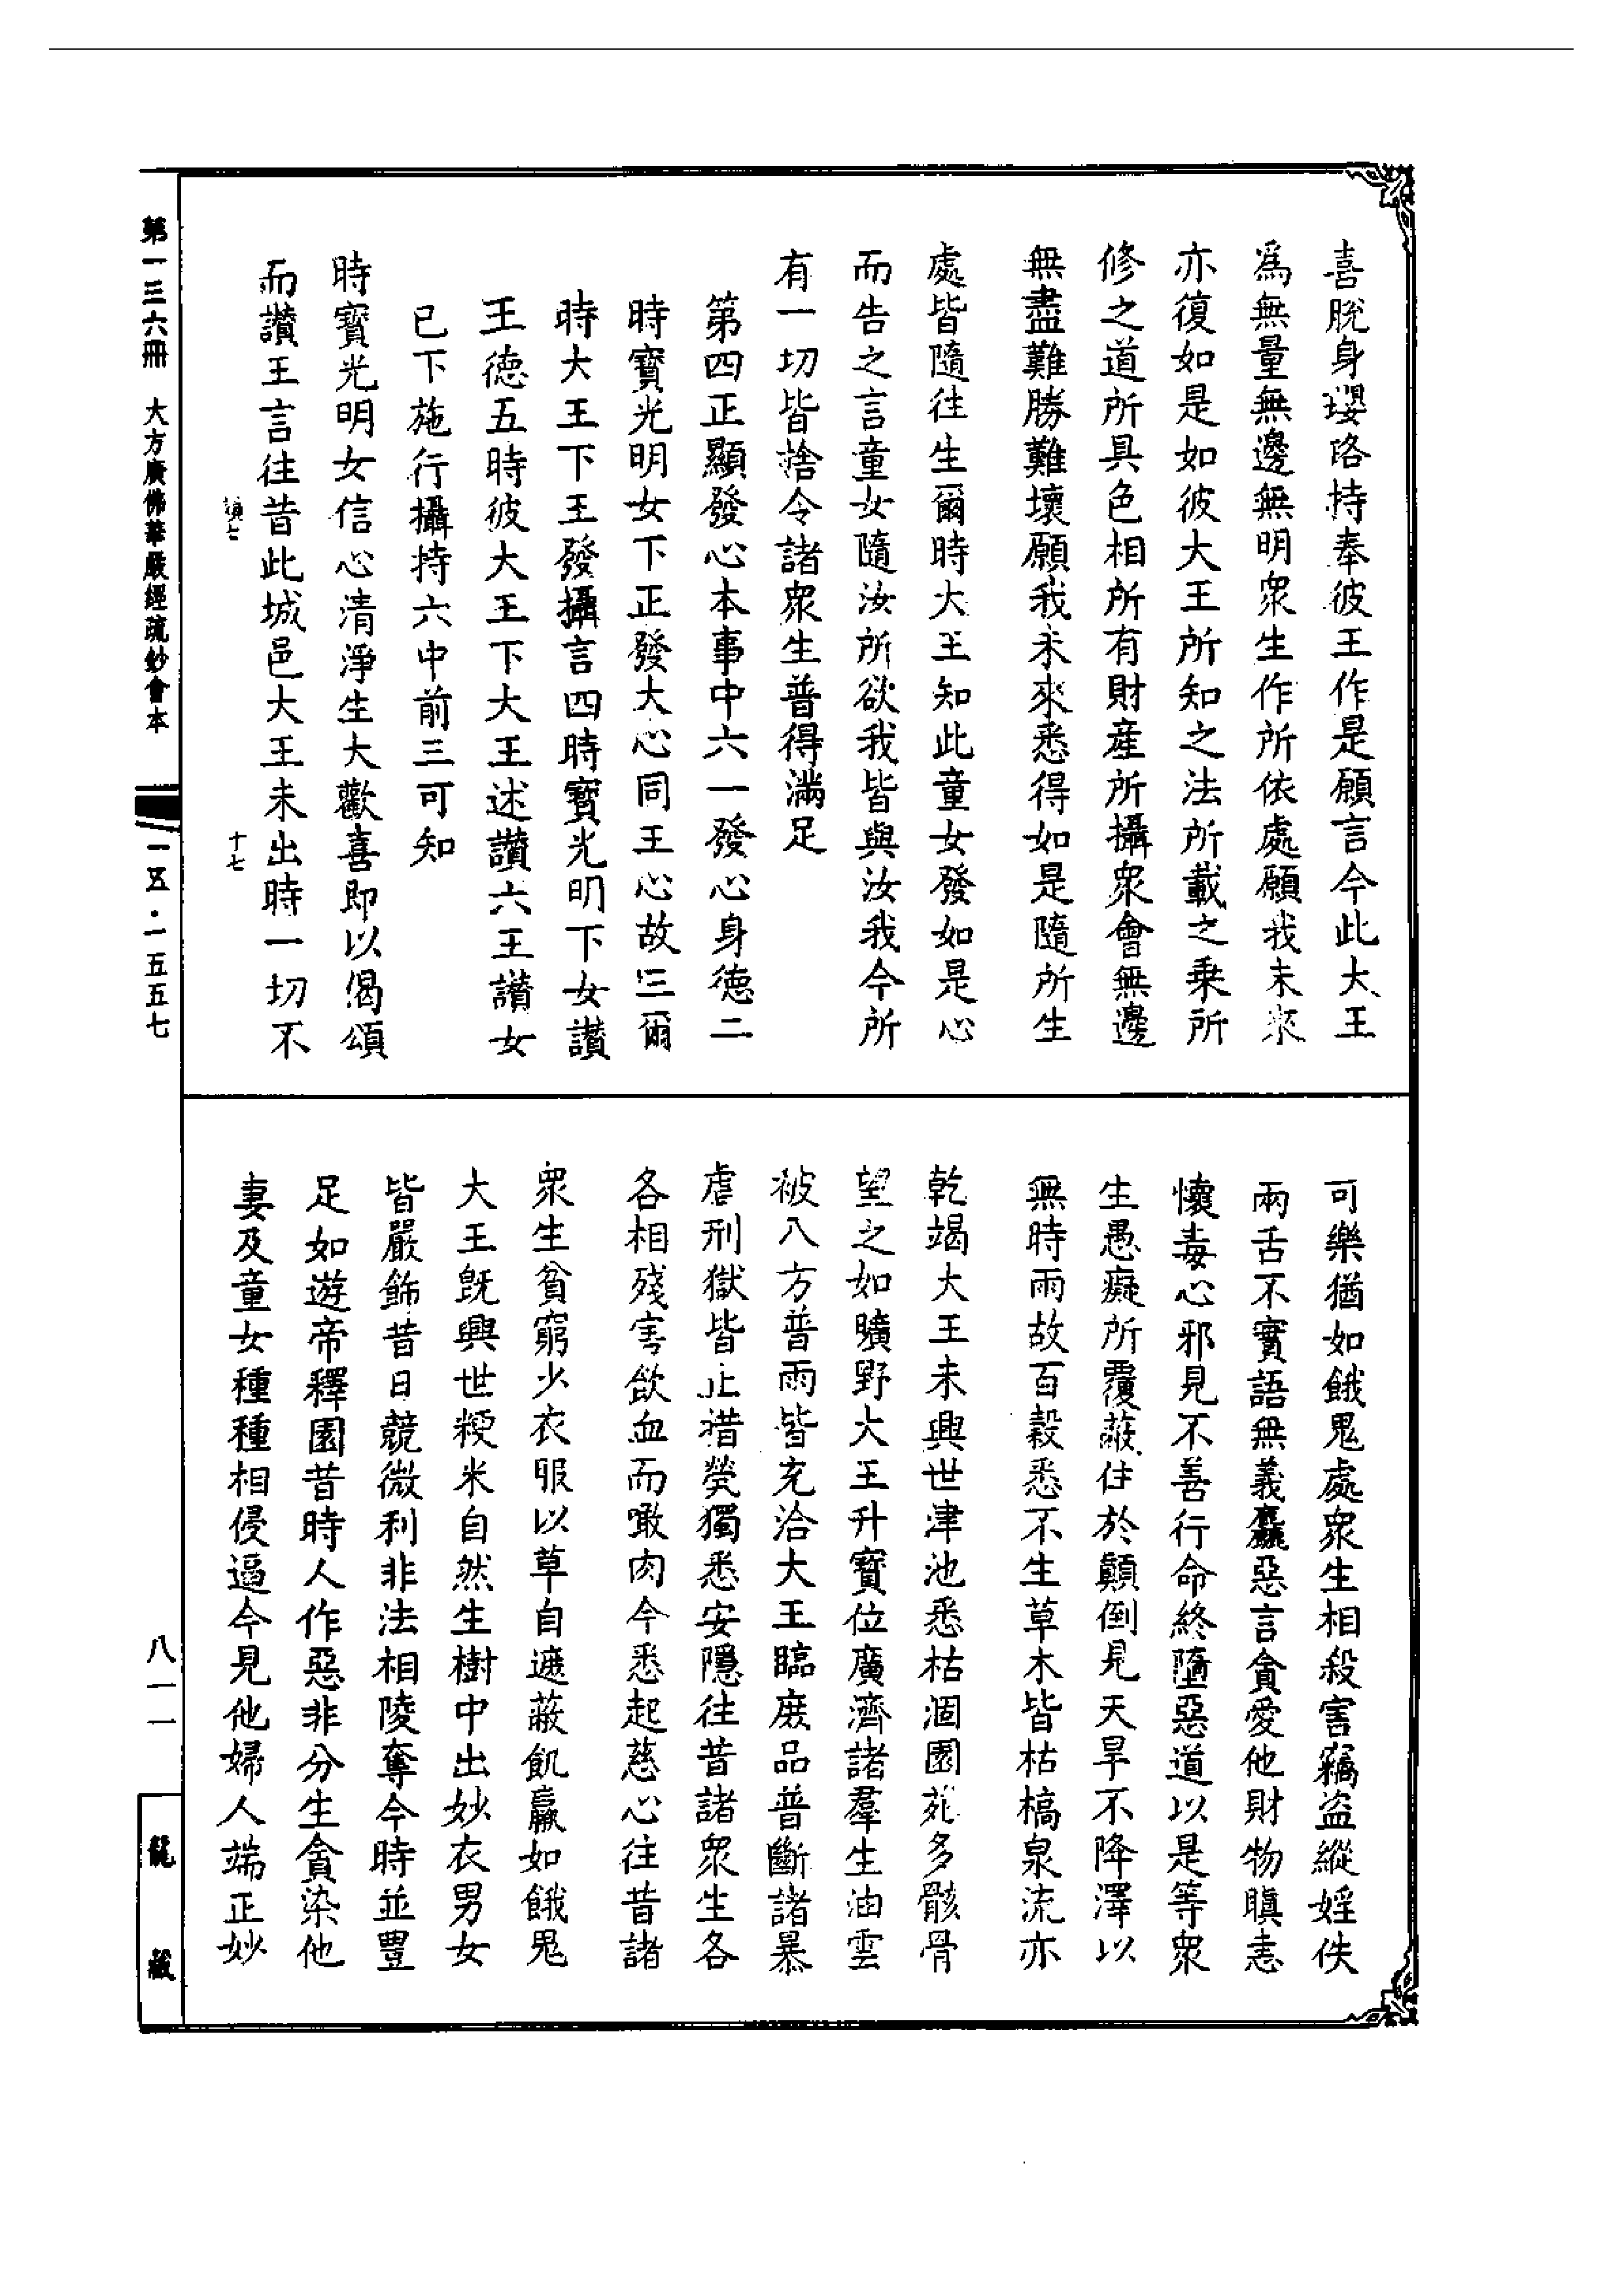 喜脫身瓔珞持奉彼王作是願言今此大王
為無量無邊無明眾生作所依處願我未來
亦復如是如彼大王所知之法所載之乘所
修之道所具色相所有財產所攝眾會無邊
無盡難勝難壞願我未來悉得如是隨所生
處皆隨往生爾時大王知此童女發如是心
而告之言童女隨汝所欲我皆與汝我今所
有一切皆捨令諸眾生普得滿足
第四正顯發心本事中六一發心身德二
時寶光明女下正發大心同王心故三爾
時大王下王發攝言四時寶光明下女讚
王德五時彼大王下大王述讚六王讚女
已下施行攝持六中前三可知
時寶光明女信心清淨生大歡喜即以偈頌
而讚王言往昔此城邑大王未出時一切不
十七
可樂猶如餓鬼處眾生相殺害竊盜縱婬佚
兩舌不實語無義麤惡言貪愛他財物瞋恚
懷毒心邪見不善行命終墮惡道以是等眾
生愚癡所覆蔽住於顛倒見天旱不降澤以
無時雨故百穀悉不生草木皆枯槁泉流亦
乾竭大王未興世津池悉枯涸園苑多骸骨
望之如曠野大王升寶位廣濟諸羣生油雲
被八方普雨皆充洽大王臨庶品普斷諸暴
虐刑獄皆止措煢獨悉安隱往昔諸眾生各
各相殘害飲血而噉肉今悉起慈心往昔諸
眾生貧窮少衣服以草自遮蔽飢羸如餓鬼
大王既興世粳米自然生樹中出妙衣男女
皆嚴飾昔日競微利非法相陵奪今時並豐
足如遊帝釋園昔時人作惡非分生貪染他
妻及童女種種相侵逼今見他婦人端正妙
第一三六冊 大方廣佛華嚴經疏鈔會本
一五·一五五七
八一一
龍藏